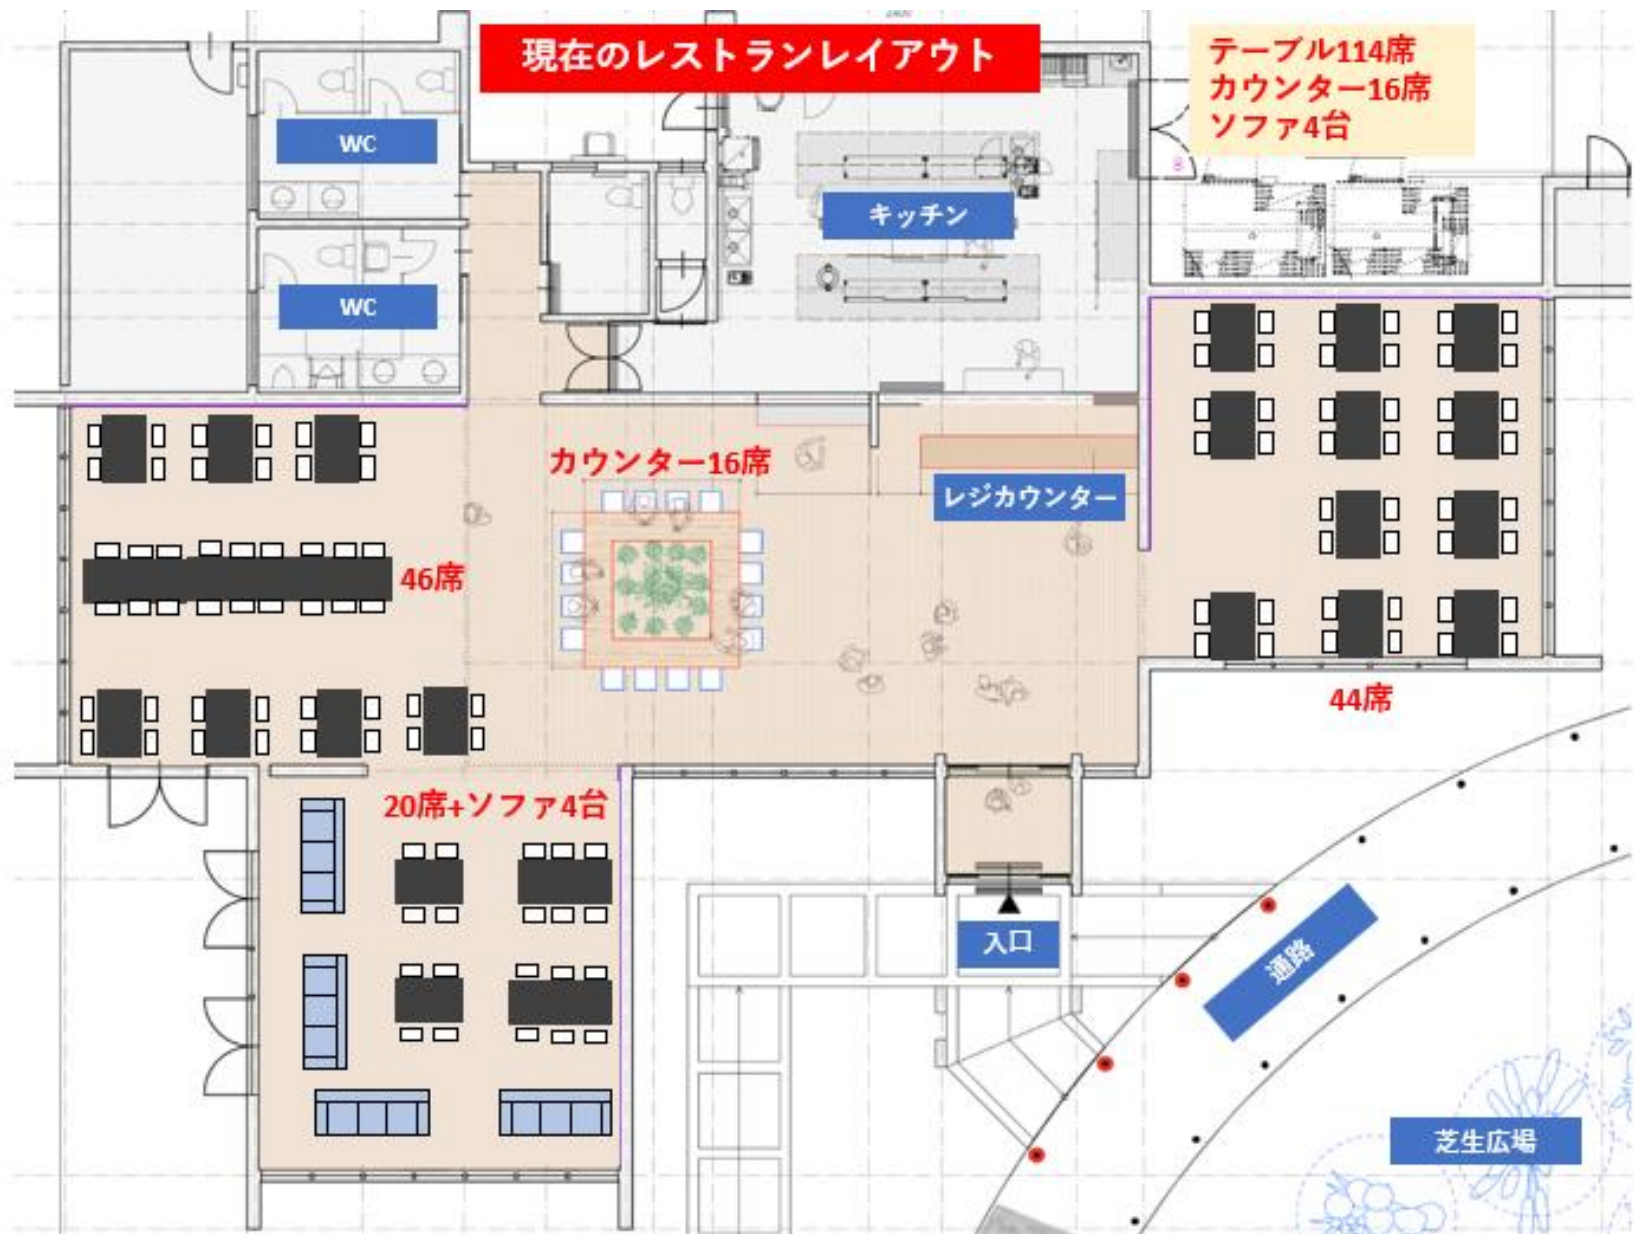 現在のレストランレイアウト
テーブル114席
カウンター16席
ソファ4台
WC
キッチン
WC
カウンター16席
レジカウンター
46席
44席
20席+ソファ4台
入口
通路
芝生広場